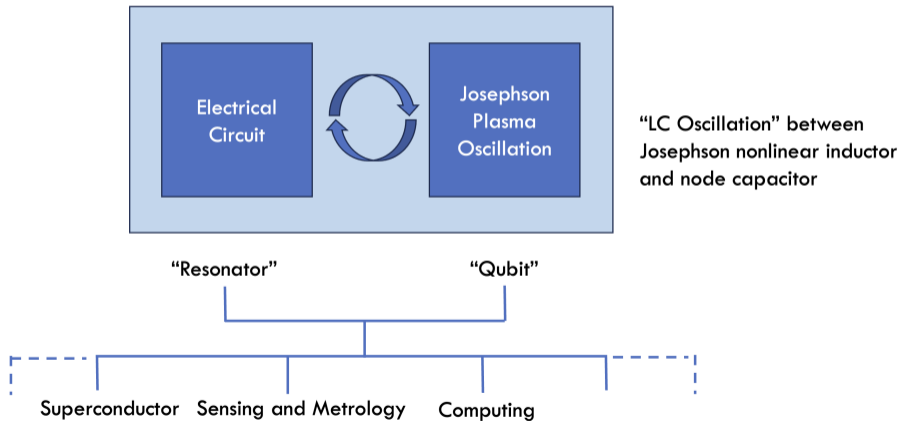 Electrical
Circuit
Josephson
Plasma
Oscillation
“LC Oscillation” between
Josephson nonlinear inductor
and node capacitor
“Resonator”
“Qubit”
Superconductor
Sensing and Metrology
Computing